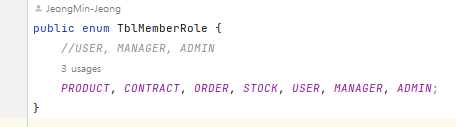 JeongMin-Jeong
public enum TblMemberRole {
//USER, MANAGER, ADMIN
3 usages
PRODUCT, CONTRACT, ORDER, STOCK, USER, MANAGER, ADMIN;
}